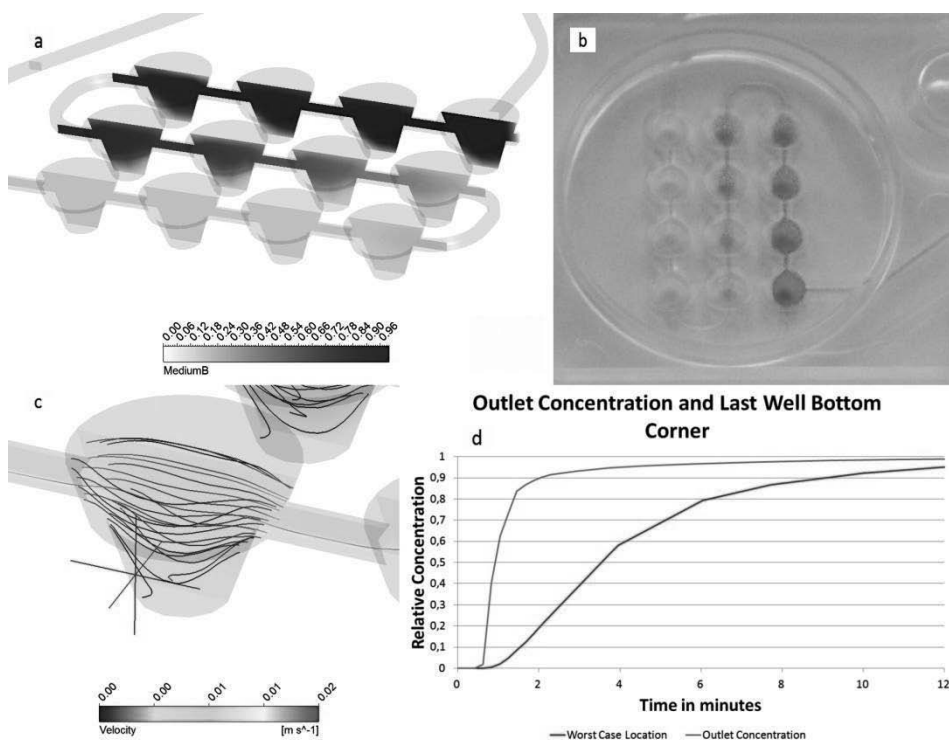 a
b
0.00 0.06 0.12 0.18 0.24 0.30 0.36 0.42 0.48 0.54 0.60 0.66 0.72 0.78 0.84 0.90 0.96
MediumB
c
0.00 0.00 0.01 0.01 0.02
Velocity [m s^-1]
Outlet Concentration and Last Well Bottom
Corner
d
Relative Concentration
1
0,9
0,8
0,7
0,6
0,5
0,4
0,3
0,2
0,1
0
0 2 4 6 8 10 12
Time in minutes
Worst Case Location Outlet Concentration